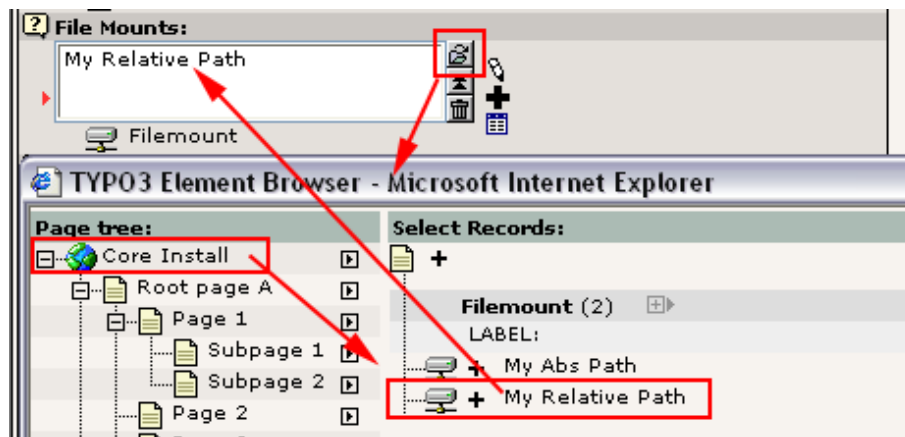 File Mounts:
My Relative Path
Filemount
TYPO3 Element Browser - Microsoft Internet Explorer
Page tree:
Select Records:
Core Install
Root page A
Filemount (2)
Page 1
LABEL:
Subpage 1
My Abs Path
Subpage 2
My Relative Path
Page 2